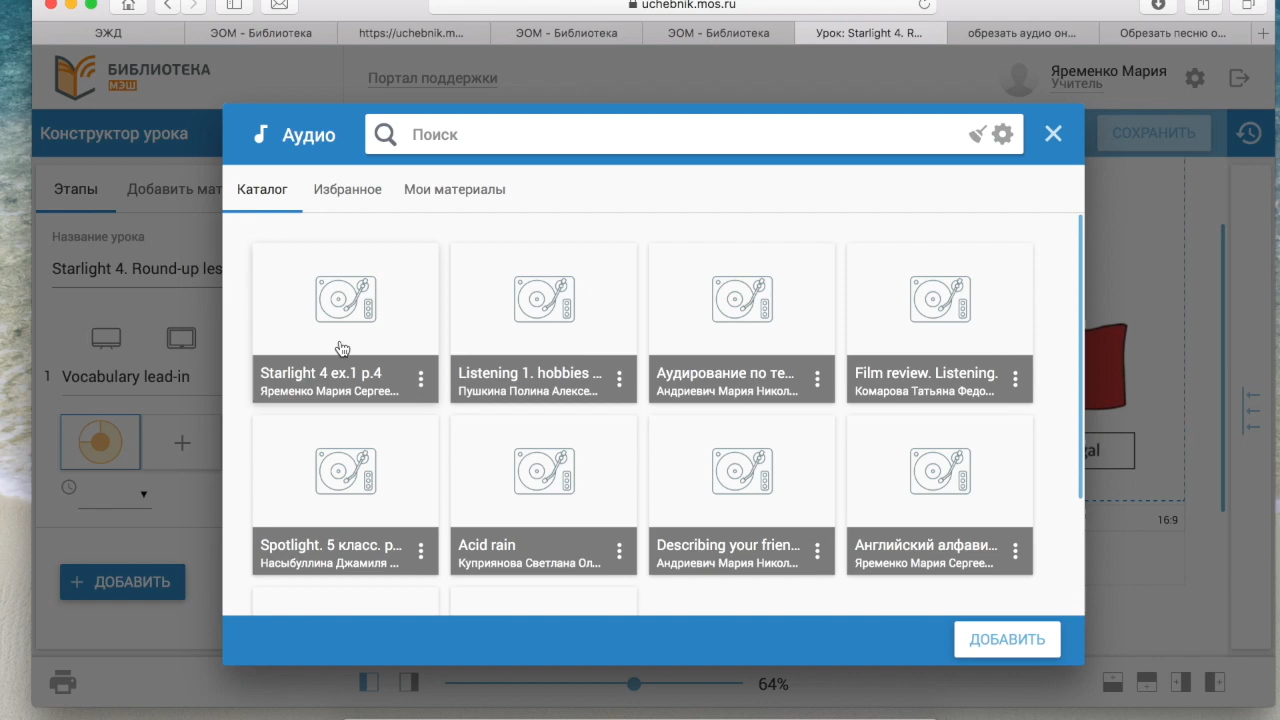 uchebnik.mos.ru
ЭЖД
ЭОМ - Библиотека
https://uchebnik.m...
ЭОМ - Библиотека
ЭОМ - Библиотека
Урок: Starlight 4. R...
обрезать аудио он...
Обрезать песню о...
БИБЛИОТЕКА
МЭШ
Портал поддержки
Яременко Мария
Учитель
Конструктор урока
СОХРАНИТЬ
Аудио
Поиск
Этапы
Добавить мат
Каталог
Избранное
Мои материалы
Название урока
Starlight 4. Round-up les
1 Vocabulary lead-in
Starlight 4 ex.1 p.4
Яременко Мария Сергее...
Listening 1. hobbies ...
Пушкина Полина Алексе...
Аудирование по те...
Андриевич Мария Никол...
Film review. Listening.
Комарова Татьяна Федо...
gal
16:9
Spotlight. 5 класс. р...
Насыбуллина Джамиля ...
Acid rain
Куприянова Светлана Ол...
Describing your frien...
Андриевич Мария Никол...
Английский алфави...
Яременко Мария Сергее...
+ ДОБАВИТЬ
ДОБАВИТЬ
64%